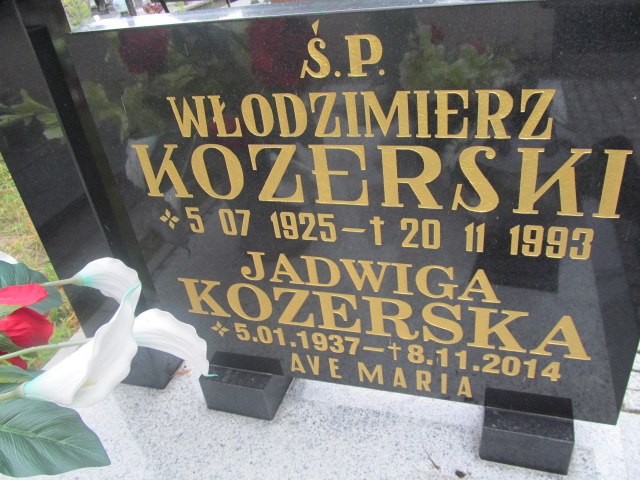 Ś.P.
WŁODZIMIERZ
KOZERSKI
5 07 1925 – † 20 11 1993
JADWIGA
KOZERSKA
5.01.1937 – † 8.11.2014
AVE MARIA